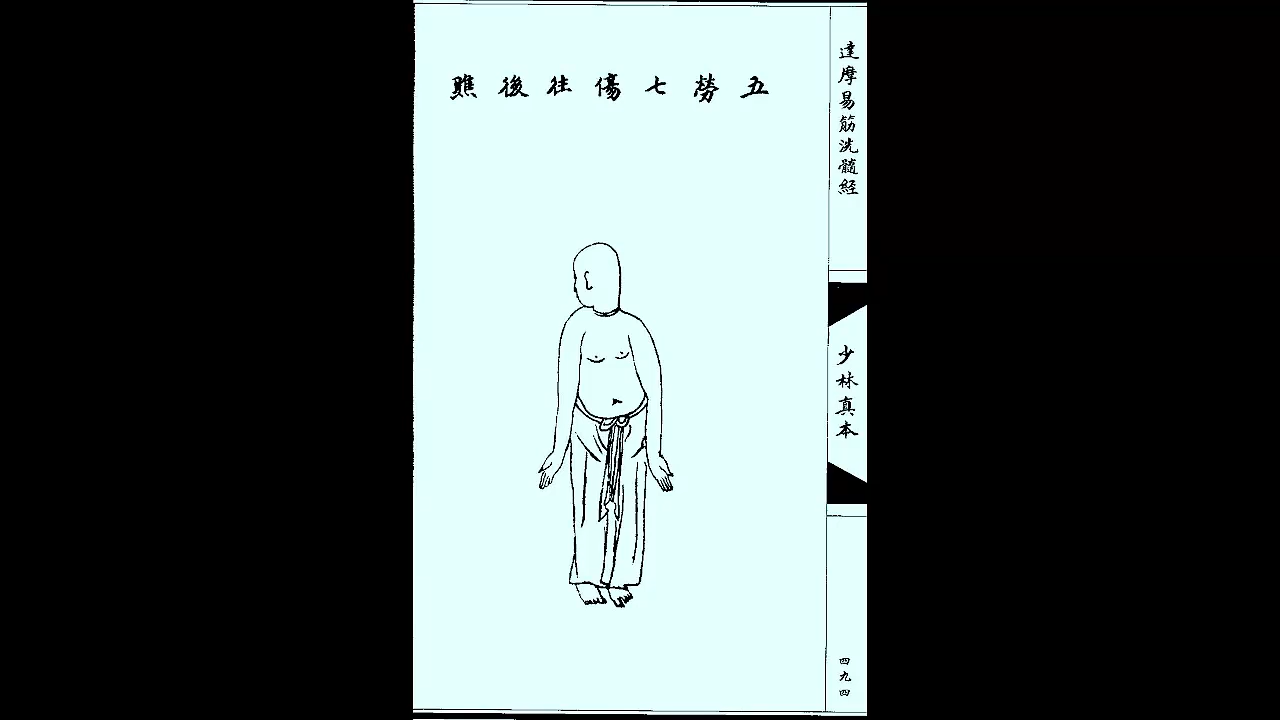 五勞七傷往後瞧
達摩易筋洗髓經
少林真本
四九四